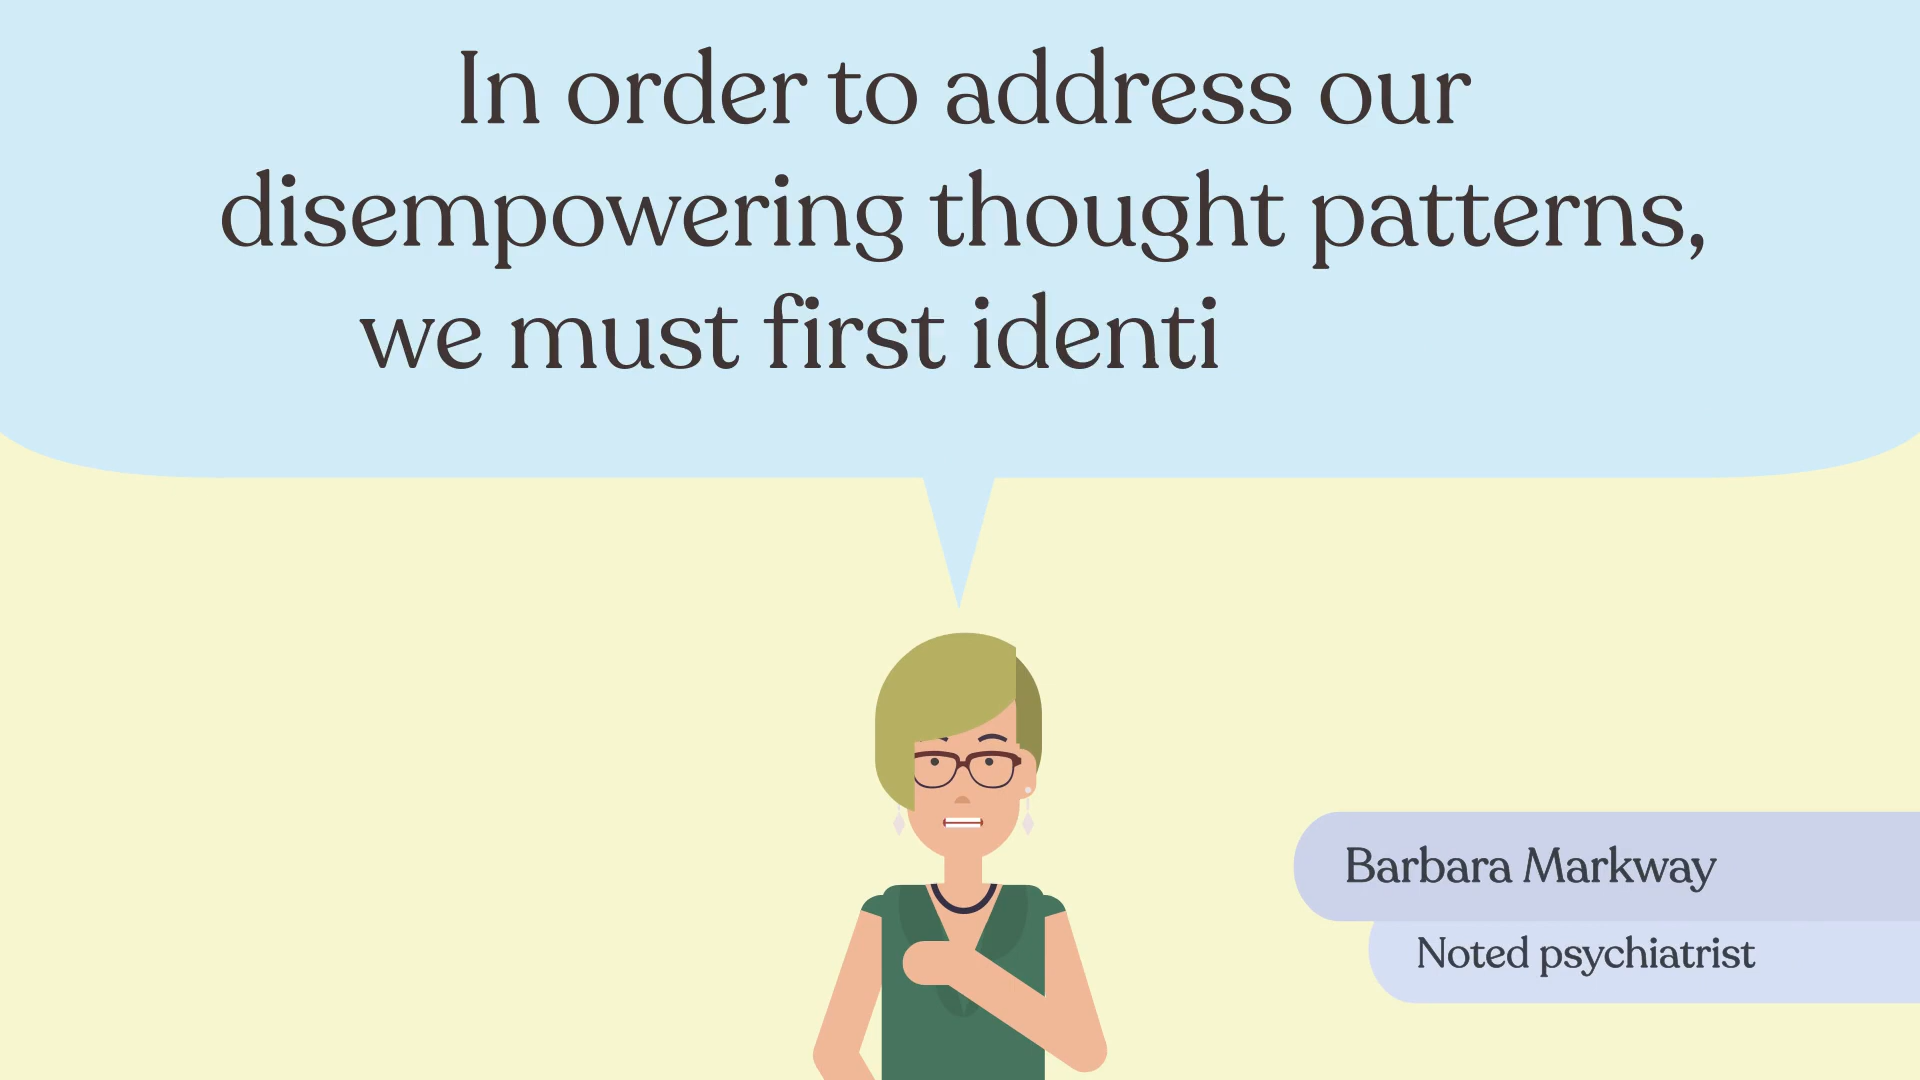 In order to address our
disempowering thought patterns,
we must first identi
Barbara Markway
Noted psychiatrist